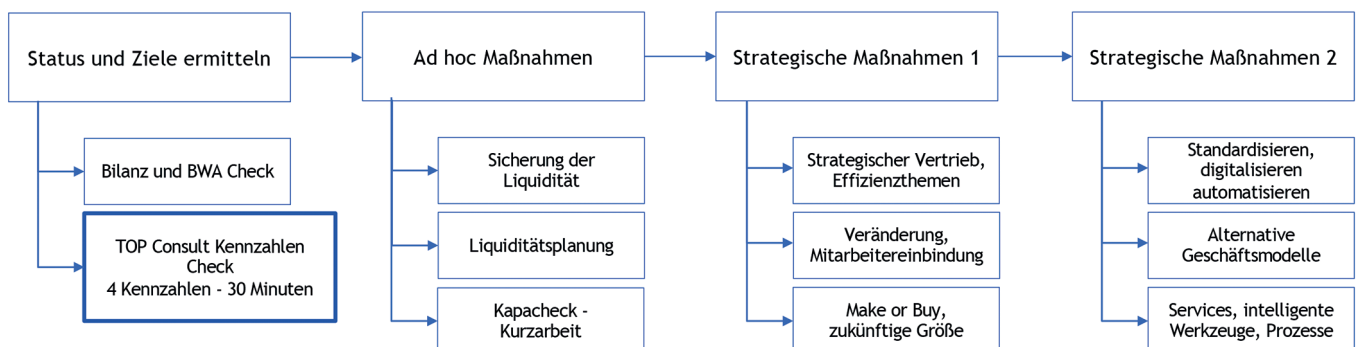 Status und Ziele ermitteln
Bilanz und BWA Check
TOP Consult Kennzahlen
Check
4 Kennzahlen - 30 Minuten
Ad hoc Maßnahmen
Sicherung der
Liquidität
Liquiditätsplanung
Kapacheck -
Kurzarbeit
Strategische Maßnahmen 1
Strategischer Vertrieb,
Effizienzthemen
Veränderung,
Mitarbeitereinbindung
Make or Buy,
zukünftige Größe
Strategische Maßnahmen 2
Standardisieren,
digitalisieren
automatisieren
Alternative
Geschäftsmodelle
Services, intelligente
Werkzeuge, Prozesse